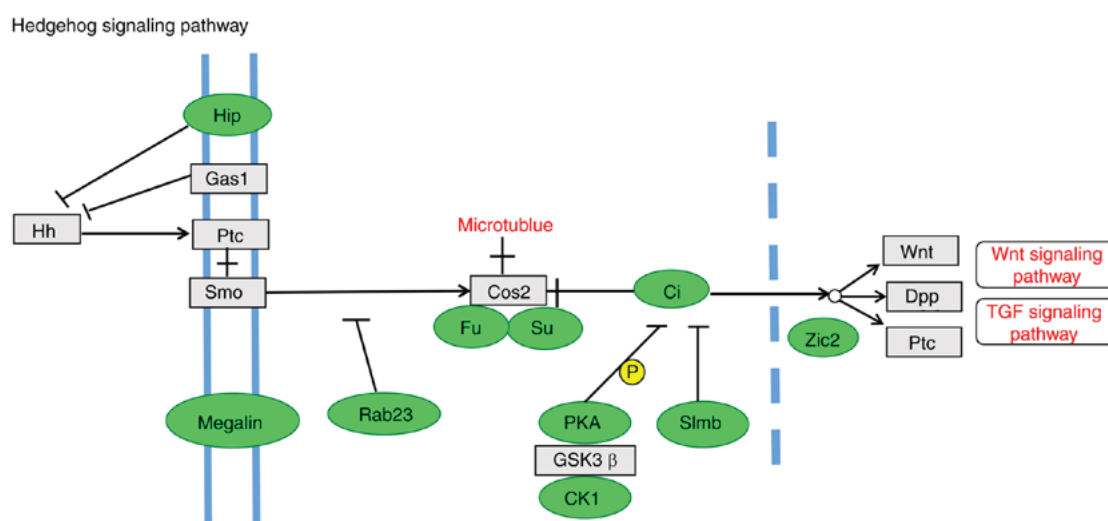 Hedgehog signaling pathway
Hip
Gas1
Hh
Ptc
Smo
Megalin
Rab23
Microtublue
Cos2
Fu
Su
Ci
P
PKA
GSK3 β
CK1
Slmb
Zic2
Wnt
Dpp
Ptc
Wnt signaling
pathway
TGF signaling
pathway